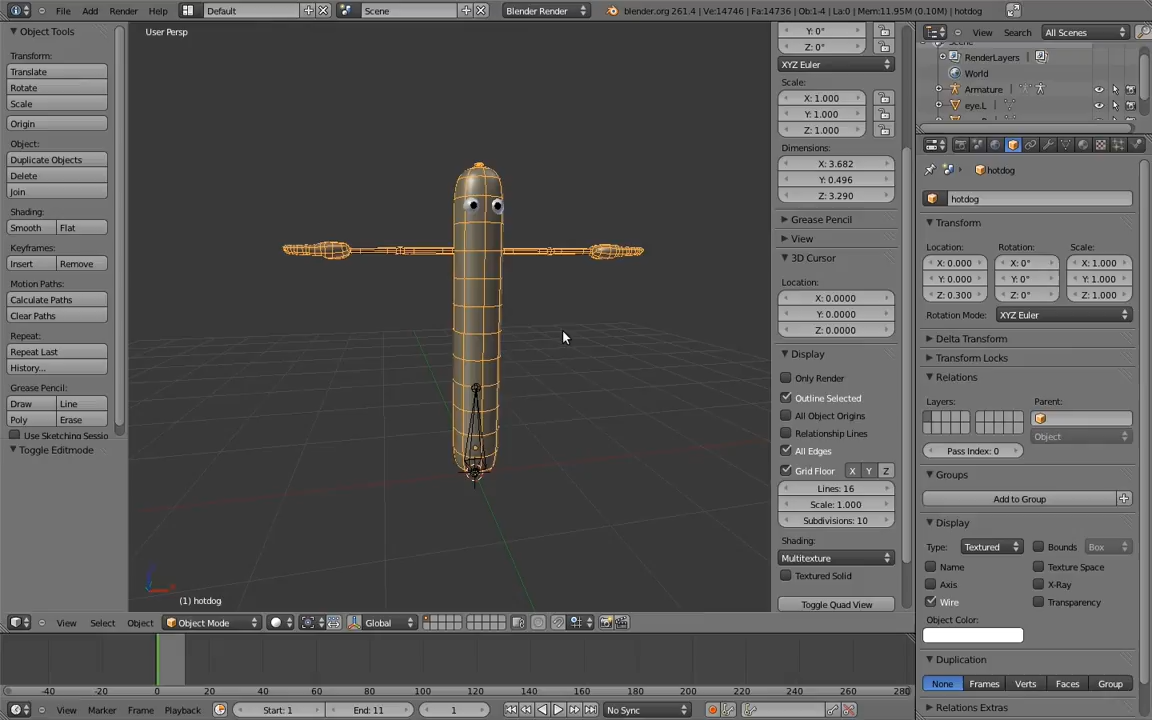 File Add Render Help Default Scene Blender Render blender.org 261.4 | Ve:14746 | Fa:14736 | Ob:1-4 | La:0 | Mem:11.95M (0.10M) | hotdog
Object Tools
Transform:
Translate
Rotate
Scale
Origin
Object:
Duplicate Objects
Delete
Join
Shading:
Smooth Flat
Keyframes:
Insert Remove
Motion Paths:
Calculate Paths
Clear Paths
Repeat:
Repeat Last
History...
Grease Pencil:
Draw Line
Poly Erase
Use Sketching Sessio
Toggle Editmode
User Persp
(1) hotdog
Y: 0°
Z: 0°
XYZ Euler
Scale:
X: 1.000
Y: 1.000
Z: 1.000
Dimensions:
X: 3.682
Y: 0.496
Z: 3.290
Grease Pencil
View
3D Cursor
Location:
X: 0.0000
Y: 0.0000
Z: 0.0000
Display
Only Render
Outline Selected
All Object Origins
Relationship Lines
All Edges
Grid Floor X Y Z
Lines: 16
Scale: 1.000
Subdivisions: 10
Shading:
Multitexture
Textured Solid
Toggle Quad View
View Search All Scenes
RenderLayers
World
Armature
eye.L
hotdog
hotdog
Transform
Location: Rotation: Scale:
X: 0.000 X: 0° X: 1.000
Y: 0.000 Y: 0° Y: 1.000
Z: 0.300 Z: 0° Z: 1.000
Rotation Mode: XYZ Euler
Delta Transform
Transform Locks
Relations
Layers: Parent:
Object
Pass Index: 0
Groups
Add to Group
Display
Type: Textured Bounds Box
Name Texture Space
Axis X-Ray
Wire Transparency
Object Color:
Duplication
None Frames Verts Faces Group
Relations Extras
View Select Object Object Mode Global
-40 -20 0 20 40 60 80 100 120 140 160 180 200 220 240 260 280
View Marker Frame Playback Start: 1 End: 11 1 No Sync